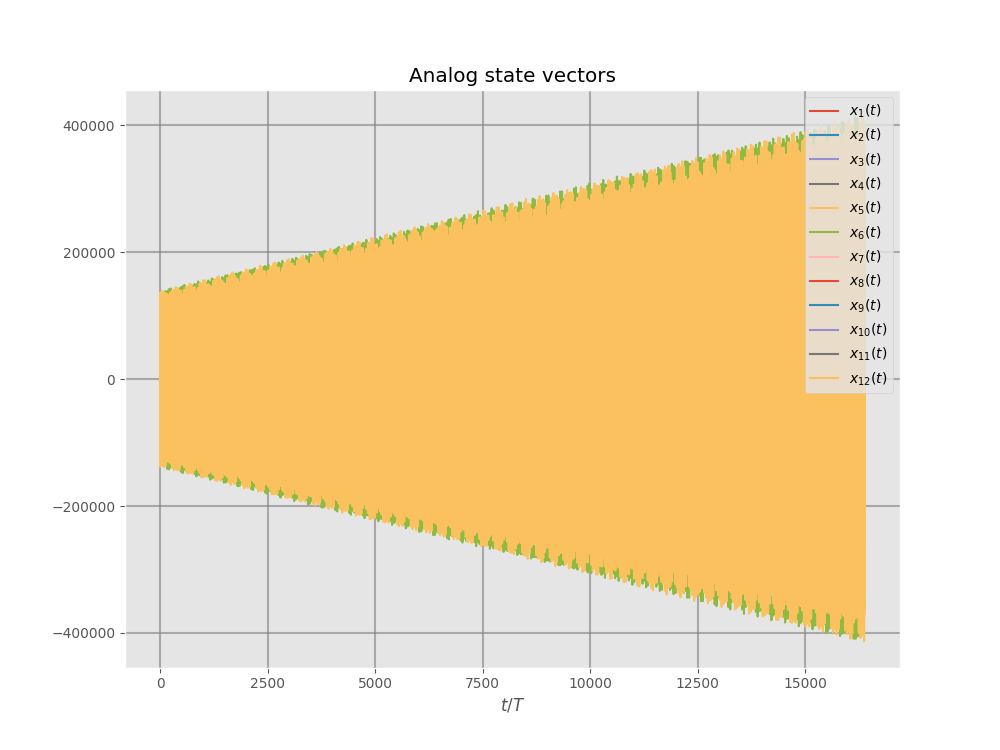 Analog state vectors
400000
200000
0
−200000
−400000
0 2500 5000 7500 10000 12500 15000
t/T
x₁(t)
x₂(t)
x₃(t)
x₄(t)
x₅(t)
x₆(t)
x₇(t)
x₈(t)
x₉(t)
x₁₀(t)
x₁₁(t)
x₁₂(t)